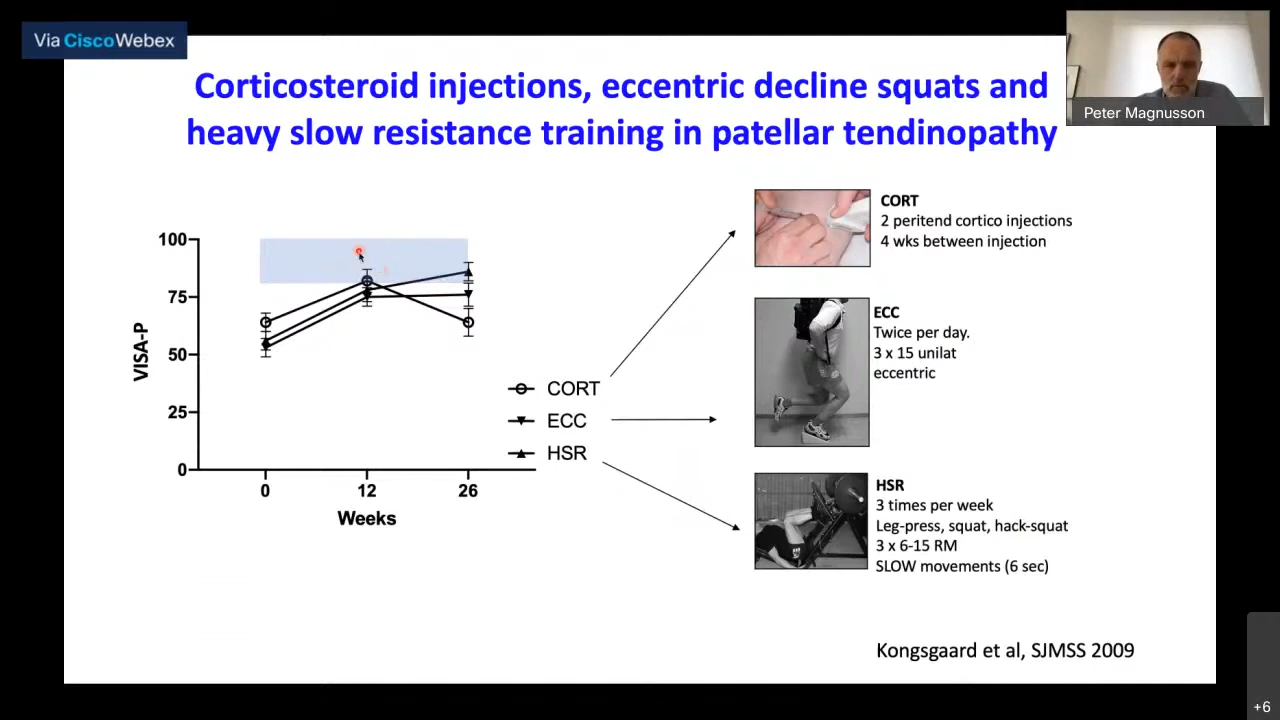 Via Cisco Webex
Peter Magnusson
Corticosteroid injections, eccentric decline squats and
heavy slow resistance training in patellar tendinopathy
100
75
50
25
0
VISA-P
0 12 26
Weeks
CORT
ECC
HSR
CORT
2 peritend cortico injections
4 wks between injection
ECC
Twice per day.
3 x 15 unilat
eccentric
HSR
3 times per week
Leg-press, squat, hack-squat
3 x 6-15 RM
SLOW movements (6 sec)
Kongsgaard et al, SJMSS 2009
+6